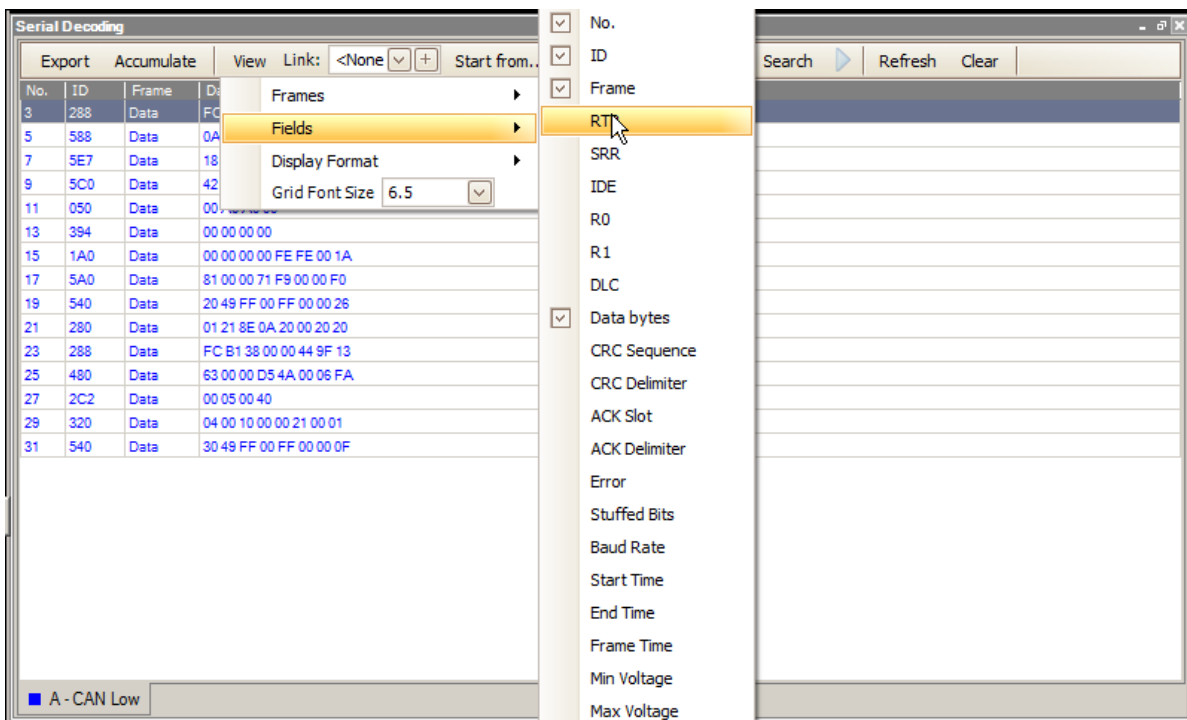 Serial Decoding
Export Accumulate View Link: <None Start from.. Search Refresh Clear
No. ID Frame Da
3 288 Data FC
5 588 Data 0A
7 5E7 Data 18
9 5C0 Data 42
11 050 Data 00
13 394 Data 00 00 00 00
15 1A0 Data 00 00 00 00 FE FE 00 1A
17 5A0 Data 81 00 00 71 F9 00 00 F0
19 540 Data 20 49 FF 00 FF 00 00 26
21 280 Data 01 21 8E 0A 20 00 20 20
23 288 Data FC B1 38 00 00 44 9F 13
25 480 Data 63 00 00 D5 4A 00 06 FA
27 2C2 Data 00 05 00 40
29 320 Data 04 00 10 00 00 21 00 01
31 540 Data 30 49 FF 00 FF 00 00 0F
Frames
Fields
Display Format
Grid Font Size 6.5
No.
ID
Frame
RTR
SRR
IDE
R0
R1
DLC
Data bytes
CRC Sequence
CRC Delimiter
ACK Slot
ACK Delimiter
Error
Stuffed Bits
Baud Rate
Start Time
End Time
Frame Time
Min Voltage
Max Voltage
A - CAN Low